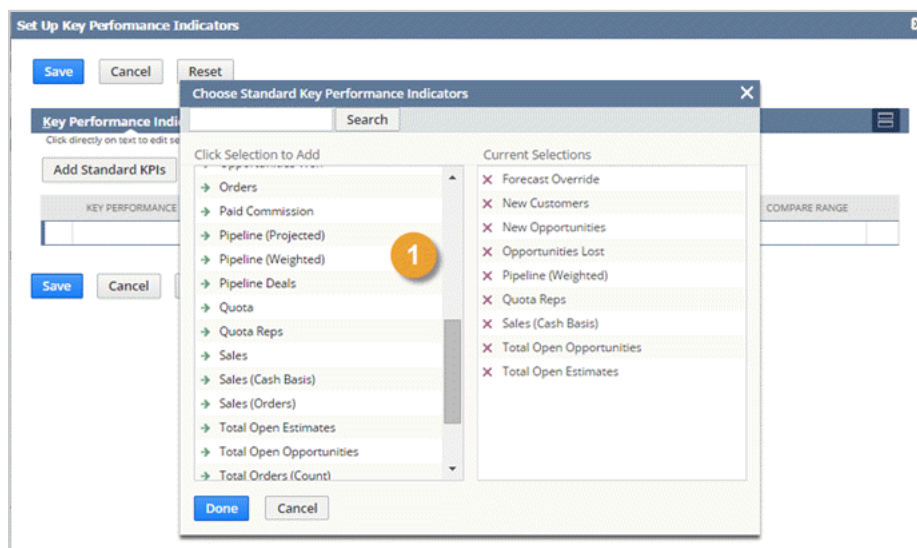 Set Up Key Performance Indicators
Save Cancel Reset
Choose Standard Key Performance Indicators
Key Performance Indi
Search
Click directly on text to edit se
Click Selection to Add
Current Selections
Add Standard KPIs
KEY PERFORMANCE
COMPARE RANGE
Orders
Paid Commission
Pipeline (Projected)
Pipeline (Weighted)
Pipeline Deals
Quota
Quota Reps
Sales
Sales (Cash Basis)
Sales (Orders)
Total Open Estimates
Total Open Opportunities
Total Orders (Count)
1
Forecast Override
New Customers
New Opportunities
Opportunities Lost
Pipeline (Weighted)
Quota Reps
Sales (Cash Basis)
Total Open Opportunities
Total Open Estimates
Save Cancel
Done Cancel